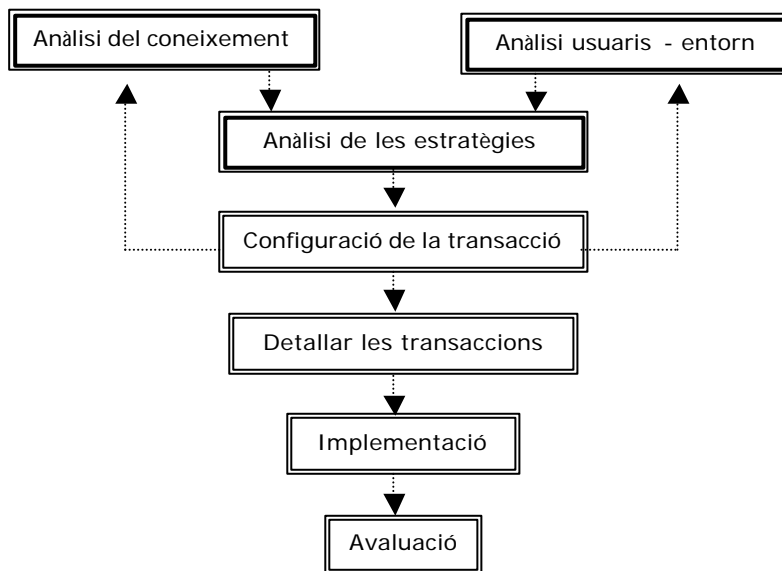 Anàlisi del coneixement
Anàlisi usuaris - entorn
Anàlisi de les estratègies
Configuració de la transacció
Detallar les transaccions
Implementació
Avaluació